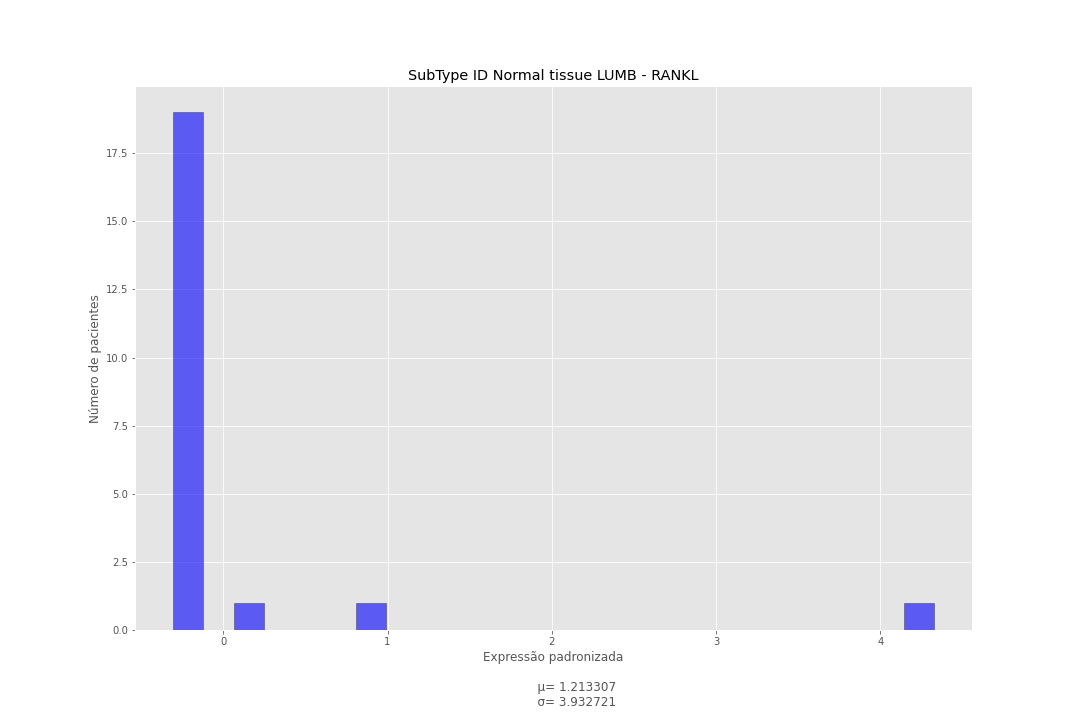 SubType ID Normal tissue LUMB - RANKL
Número de pacientes
17.5
15.0
12.5
10.0
7.5
5.0
2.5
0.0
0 1 2 3 4
Expressão padronizada
μ= 1.213307
σ= 3.932721